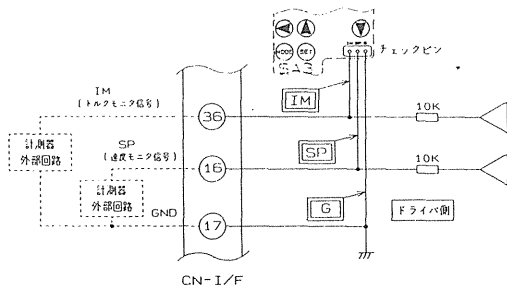 MODE
SET
チェックピン
IM
(トルクモニタ信号)
36
IM
10K
計測器
外部回路
SP
(速度モニタ信号)
16
SP
10K
計測器
外部回路
GND
17
G
ドライバ側
CN-I/F